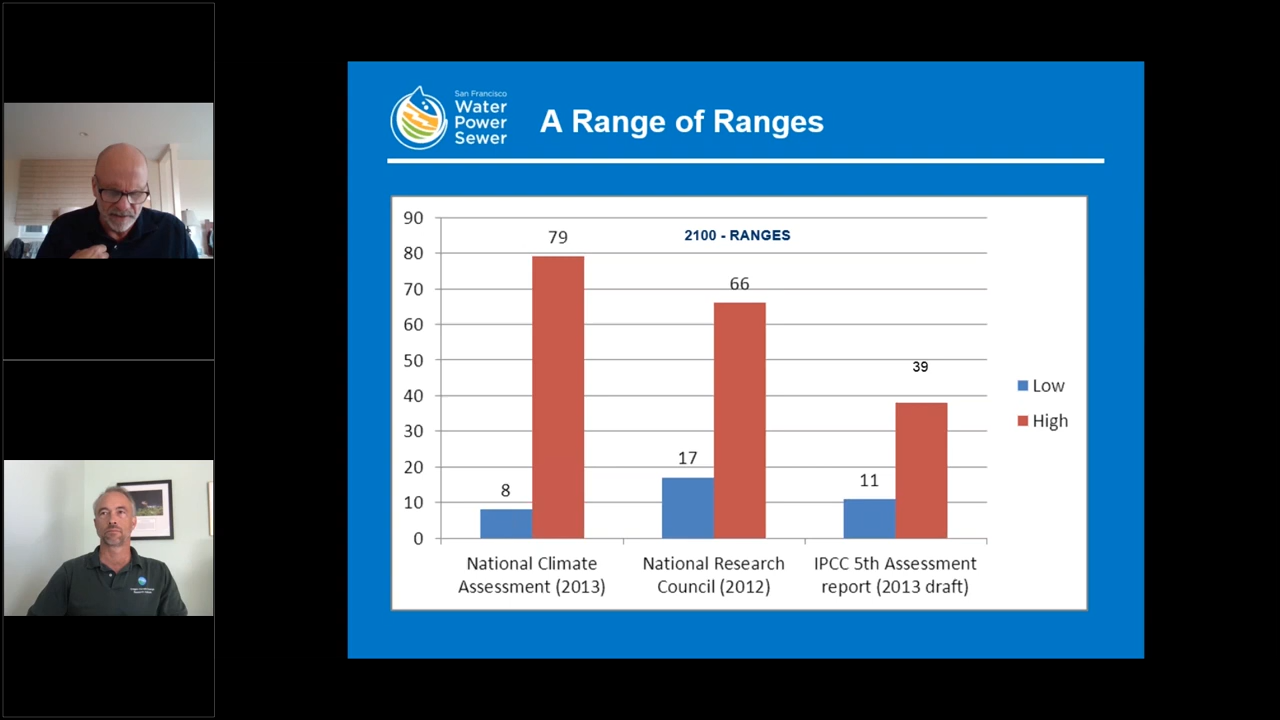 San Francisco
Water
Power
Sewer
A Range of Ranges
2100 - RANGES
90
80
70
60
50
40
30
20
10
0
8
79
17
66
11
39
National Climate
Assessment (2013)
National Research
Council (2012)
IPCC 5th Assessment
report (2013 draft)
Low
High